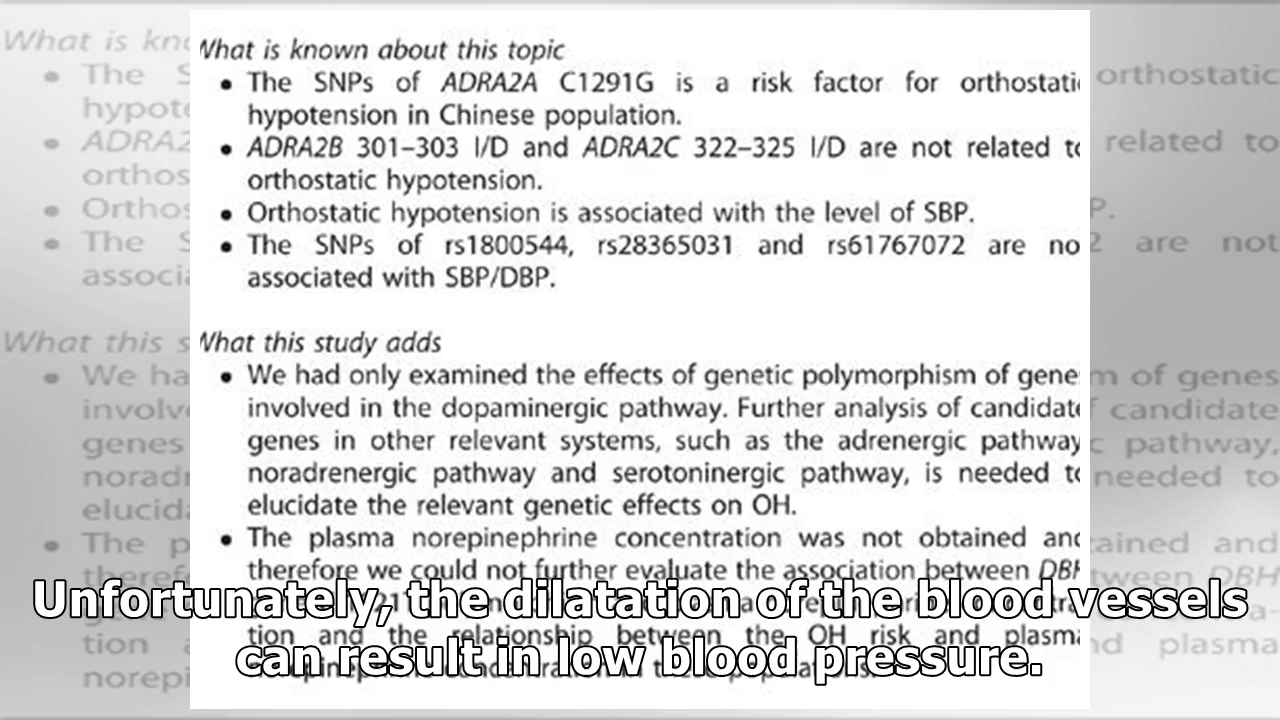 What is known about this topic
• The SNPs of ADRA2A C1291G is a risk factor for orthostatic
hypotension in Chinese population.
• ADRA2B 301–303 I/D and ADRA2C 322–325 I/D are not related to
orthostatic hypotension.
• Orthostatic hypotension is associated with the level of SBP.
• The SNPs of rs1800544, rs28365031 and rs61767072 are not
associated with SBP/DBP.
What this study adds
• We had only examined the effects of genetic polymorphism of genes
involved in the dopaminergic pathway. Further analysis of candidate
genes in other relevant systems, such as the adrenergic pathway,
noradrenergic pathway and serotoninergic pathway, is needed to
elucidate the relevant genetic effects on OH.
• The plasma norepinephrine concentration was not obtained and
therefore we could not further evaluate the association between DBH
tion and the relationship between the OH risk and plasma
Unfortunately, the dilatation of the blood vessels
can result in low blood pressure.